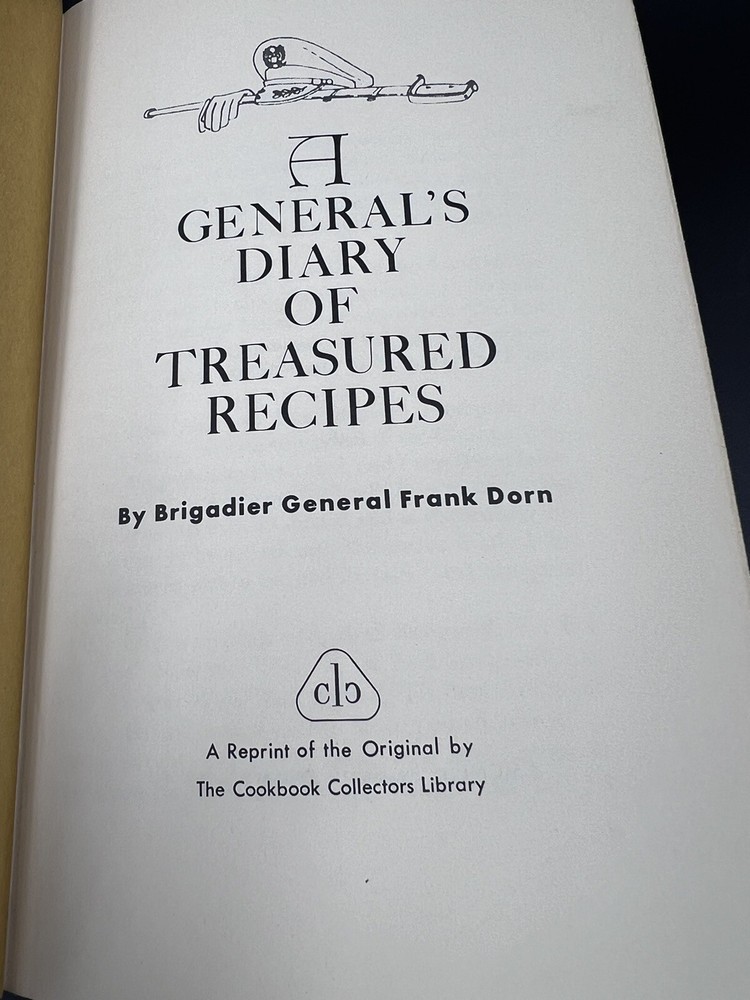 A
GENERAL'S
DIARY
OF
TREASURED
RECIPES
By Brigadier General Frank Dorn
clc
A Reprint of the Original by
The Cookbook Collectors Library